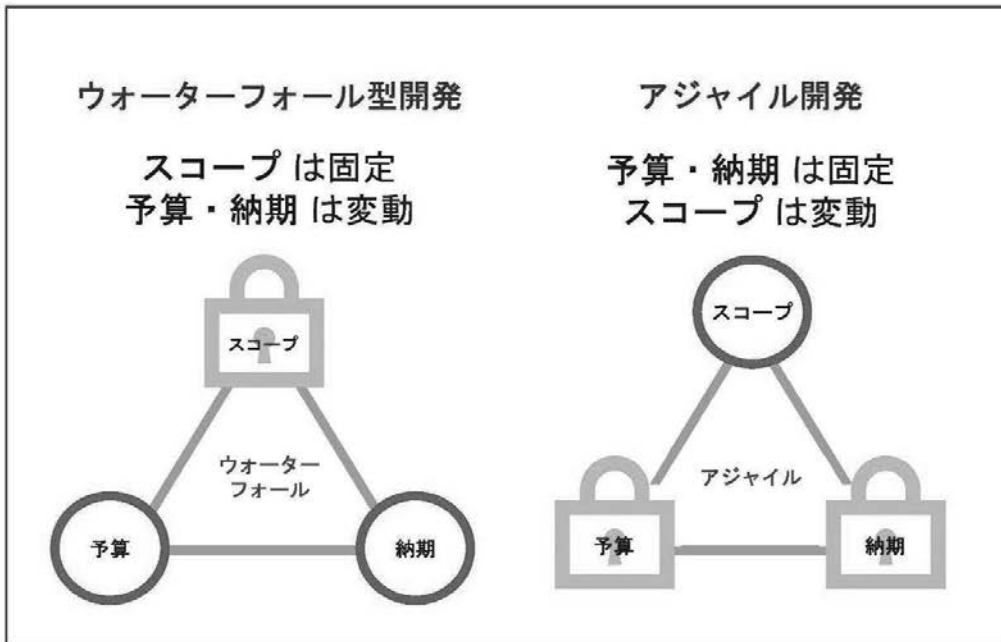 ウォーターフォール型開発
スコープ は固定
予算・納期 は変動
スコープ
ウォーター
フォール
予算
納期
アジャイル開発
予算・納期 は固定
スコープ は変動
スコープ
アジャイル
予算
納期